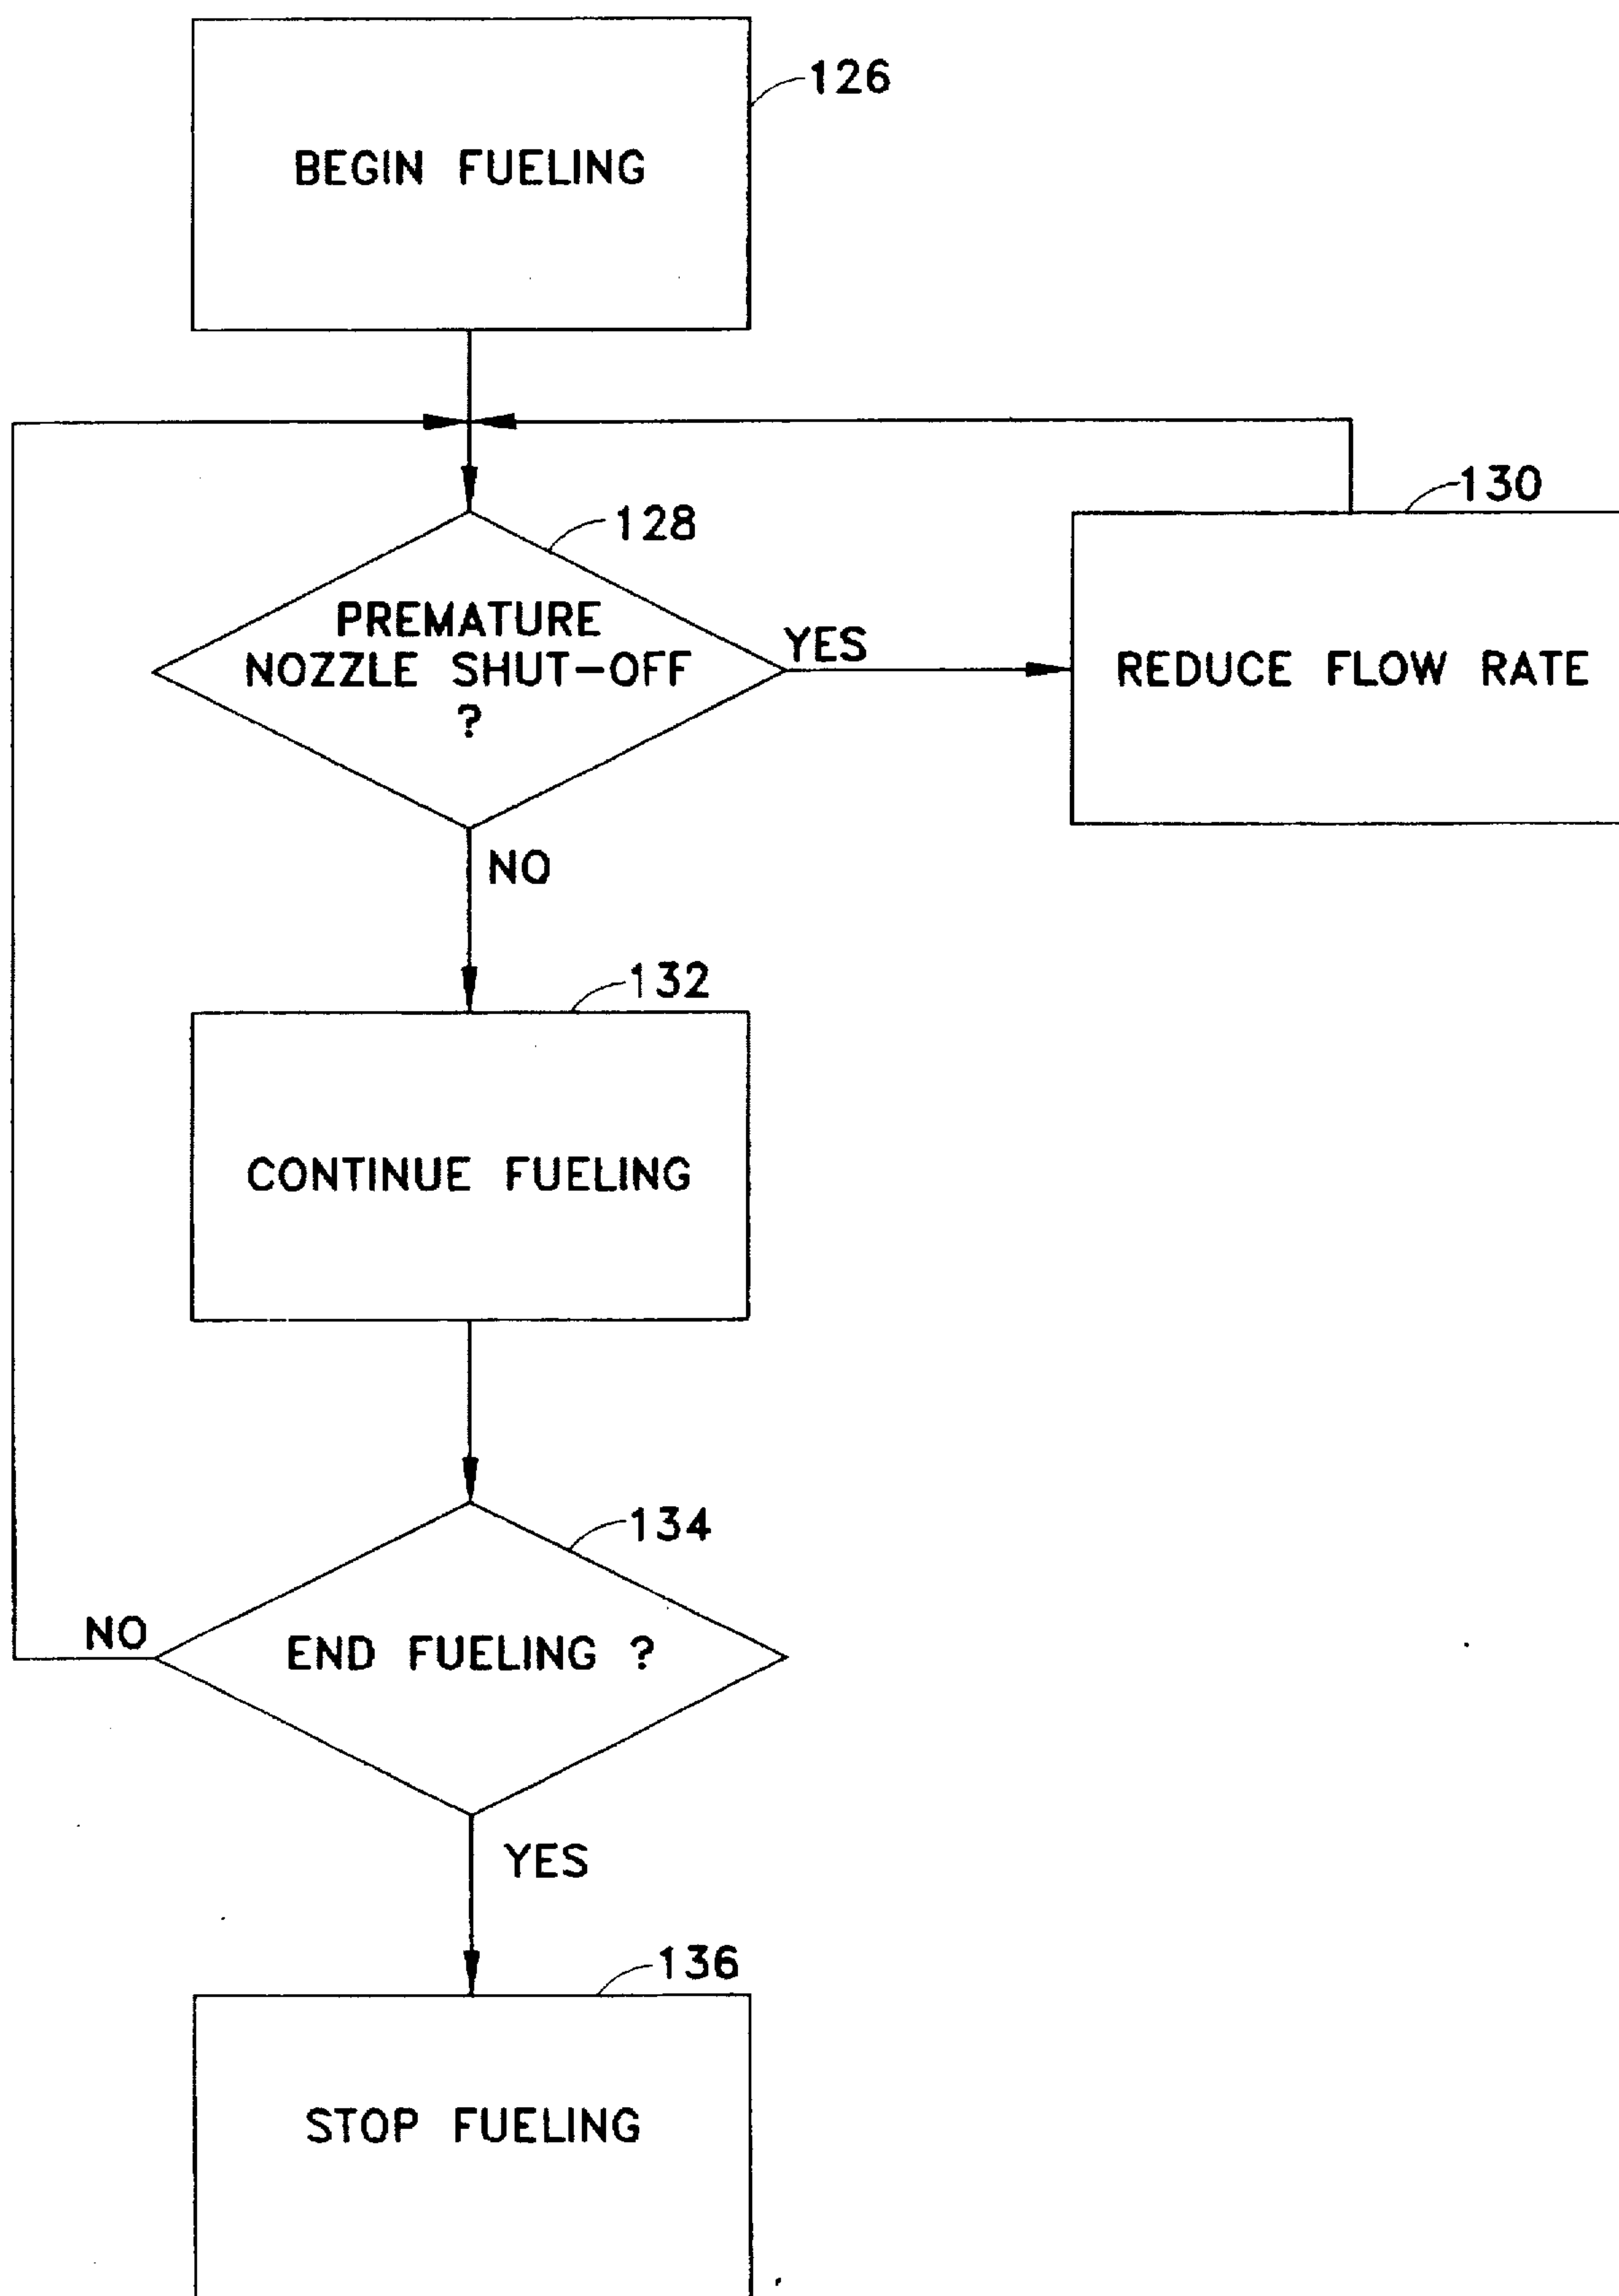 126
BEGIN FUELING
130
128
PREMATURE
NOZZLE SHUT-OFF
?
YES
REDUCE FLOW RATE
NO
132
CONTINUE FUELING
134
NO
END FUELING ?
YES
136
STOP FUELING